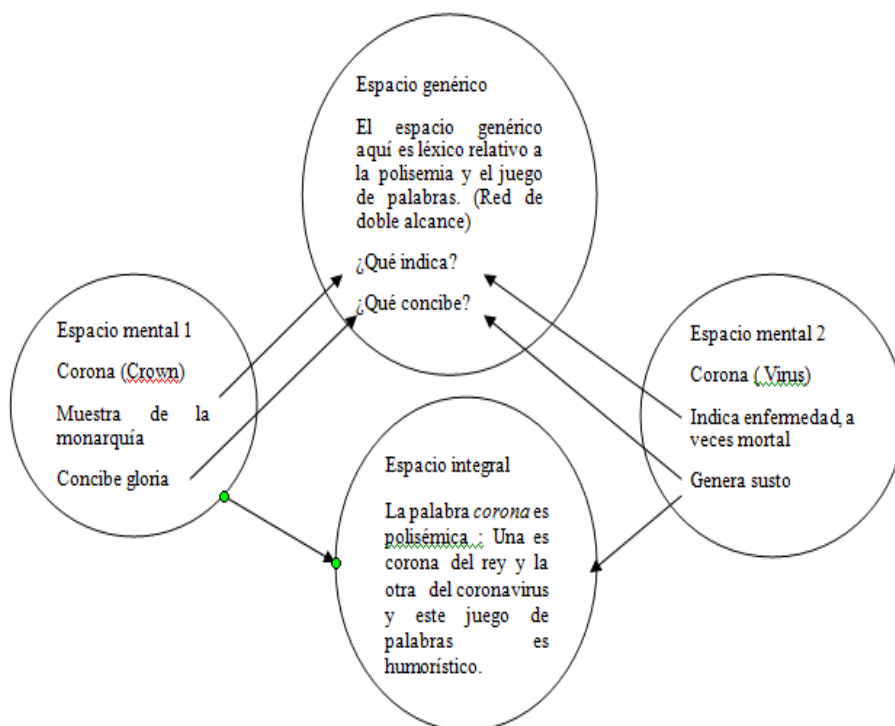 Espacio genérico
El espacio genérico
aquí es léxico relativo a
la polisemia y el juego
de palabras. (Red de
doble alcance)
¿Qué indica?
¿Qué concibe?
Espacio mental 1
Corona (Crown)
Muestra de la
monarquía
Concibe gloria
Espacio mental 2
Corona ( Virus)
Indica enfermedad, a
veces mortal
Genera susto
Espacio integral
La palabra corona es
polisémica : Una es
corona del rey y la
otra del coronavirus
y este juego de
palabras es
humorístico.